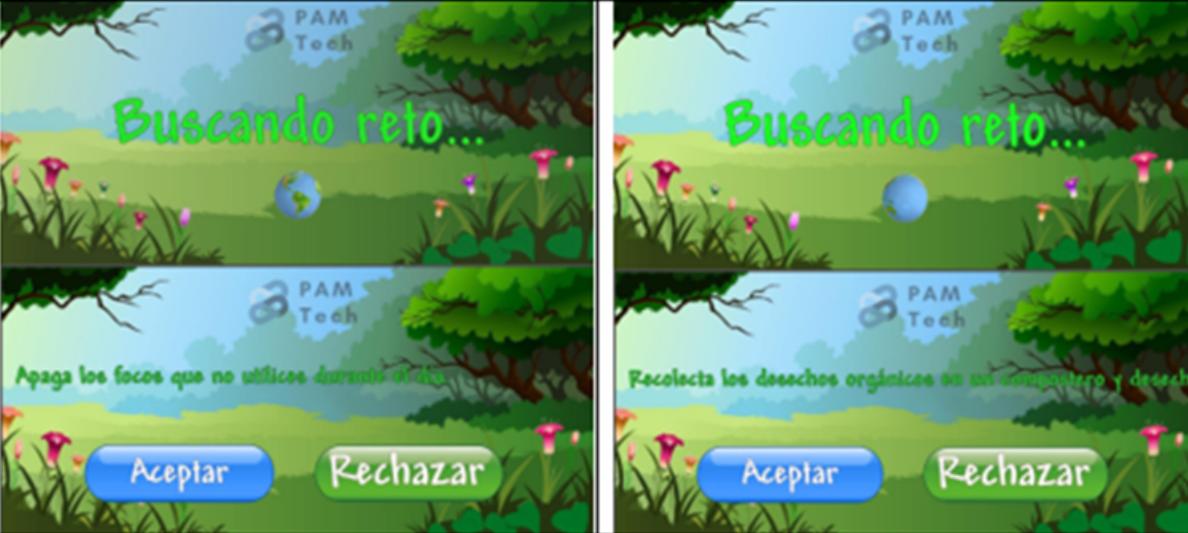 PAM
Tech
Buscando reto...
PAM
Tech
Buscando reto...
PAM
Tech
Apaga los focos que no utilices durante el día
Aceptar
Rechazar
PAM
Tech
Recolecta los desechos orgánicos en un compostero y desech
Aceptar
Rechazar